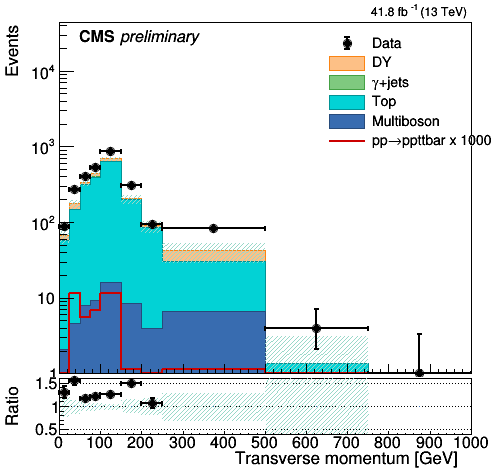 41.8 fb⁻¹ (13 TeV)
CMS preliminary
Events
Data
DY
γ+jets
Top
Multiboson
pp→ppttbar x 1000
10⁴
10³
10²
10
1
Ratio
1.5
1
0.5
0 100 200 300 400 500 600 700 800 900 1000
Transverse momentum [GeV]